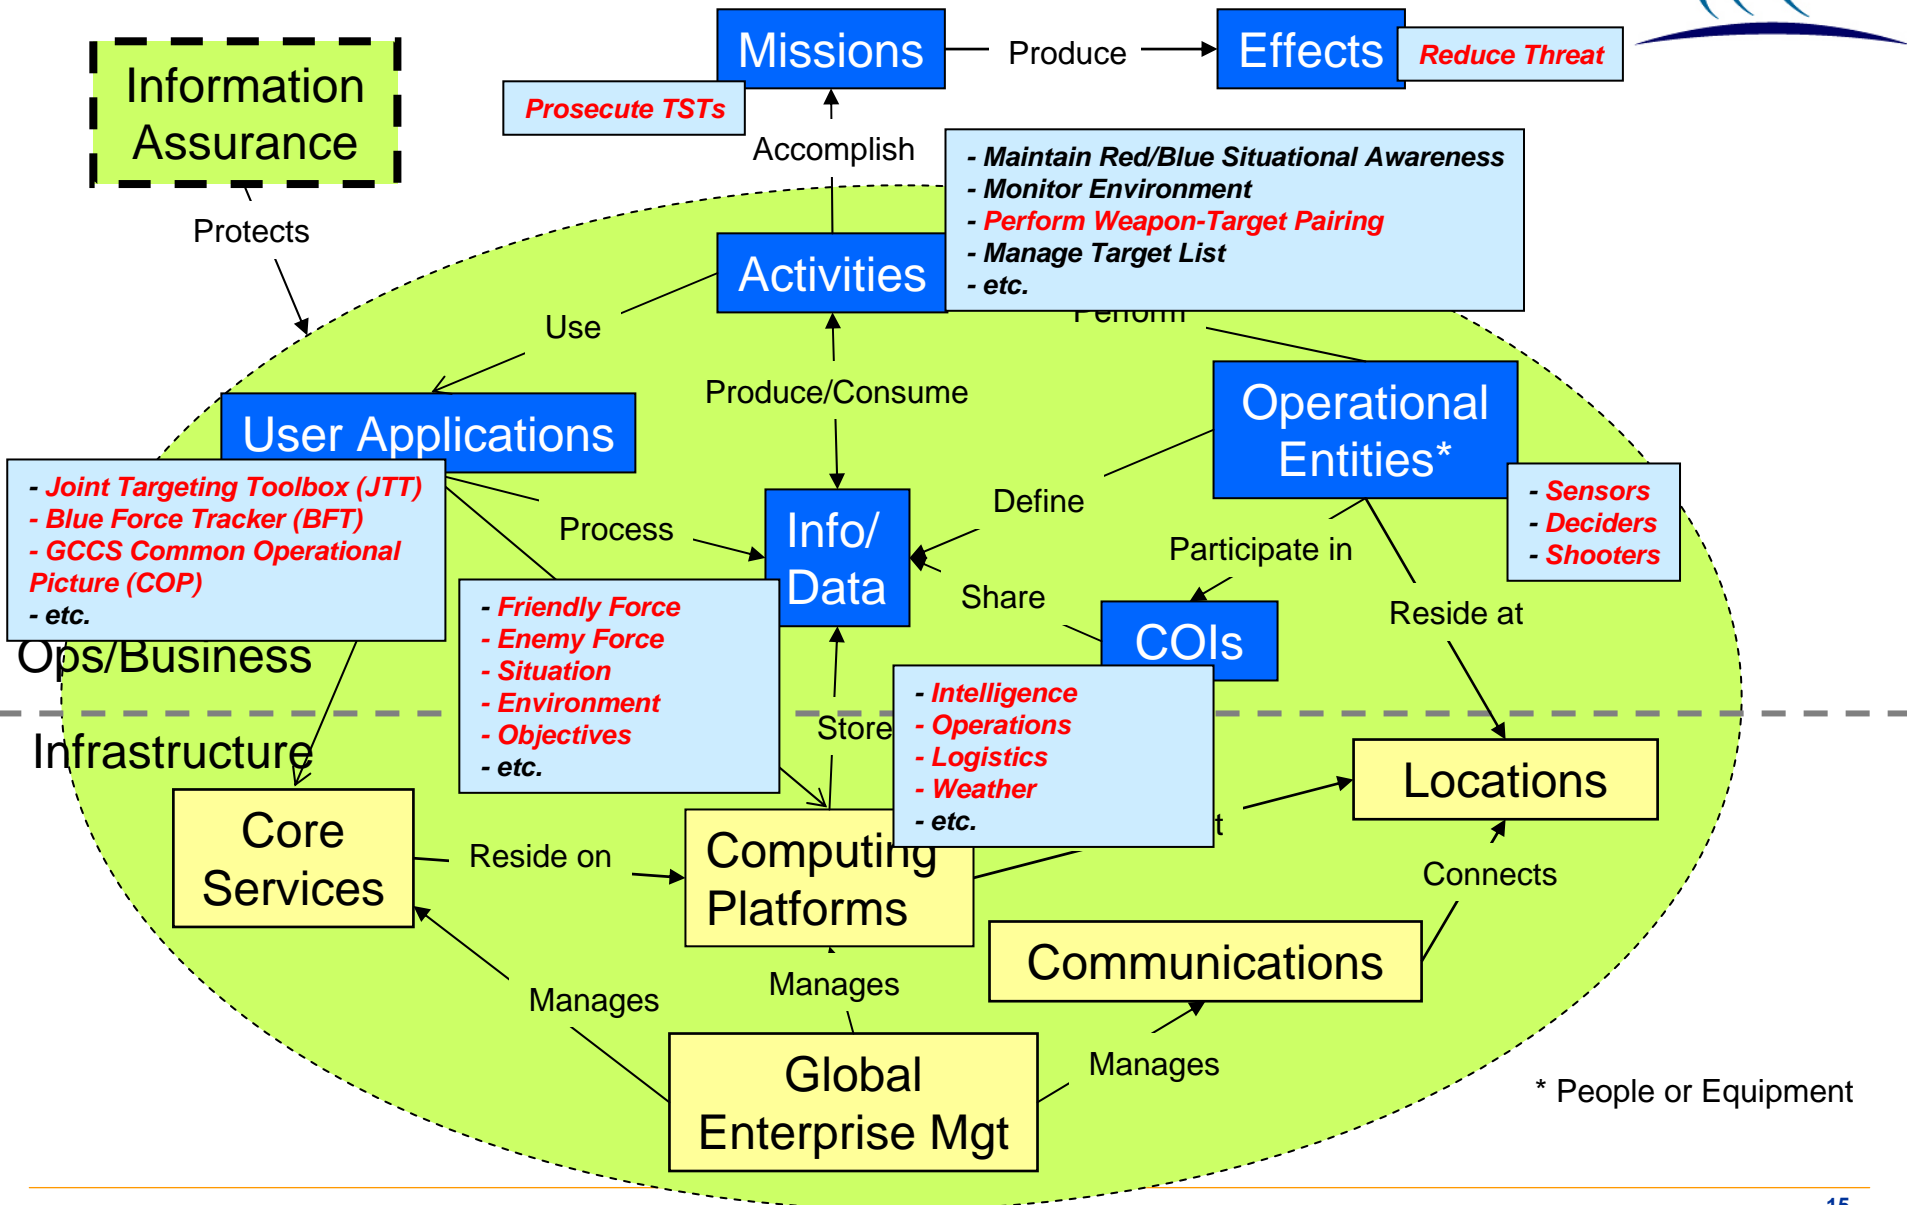 Missions
Produce
Effects
Reduce Threat
Information
Assurance
Prosecute TSTs
Accomplish
- Maintain Red/Blue Situational Awareness
- Monitor Environment
- Perform Weapon-Target Pairing
- Manage Target List
- etc.
Protects
Activities
Perform
Use
Produce/Consume
Operational
Entities*
User Applications
- Joint Targeting Toolbox (JTT)
- Blue Force Tracker (BFT)
- GCCS Common Operational
Picture (COP)
- etc.
- Sensors
- Deciders
- Shooters
Define
Process
Info/
Data
Participate in
Share
Reside at
- Friendly Force
- Enemy Force
- Situation
- Environment
- Objectives
- etc.
COIs
Ops/Business
- Intelligence
- Operations
- Logistics
- Weather
- etc.
Store
Infrastructure
Locations
Core
Services
Reside on
Computing
Platforms
t
Connects
Communications
Manages
Manages
Manages
Global
Enterprise Mgt
* People or Equipment
15